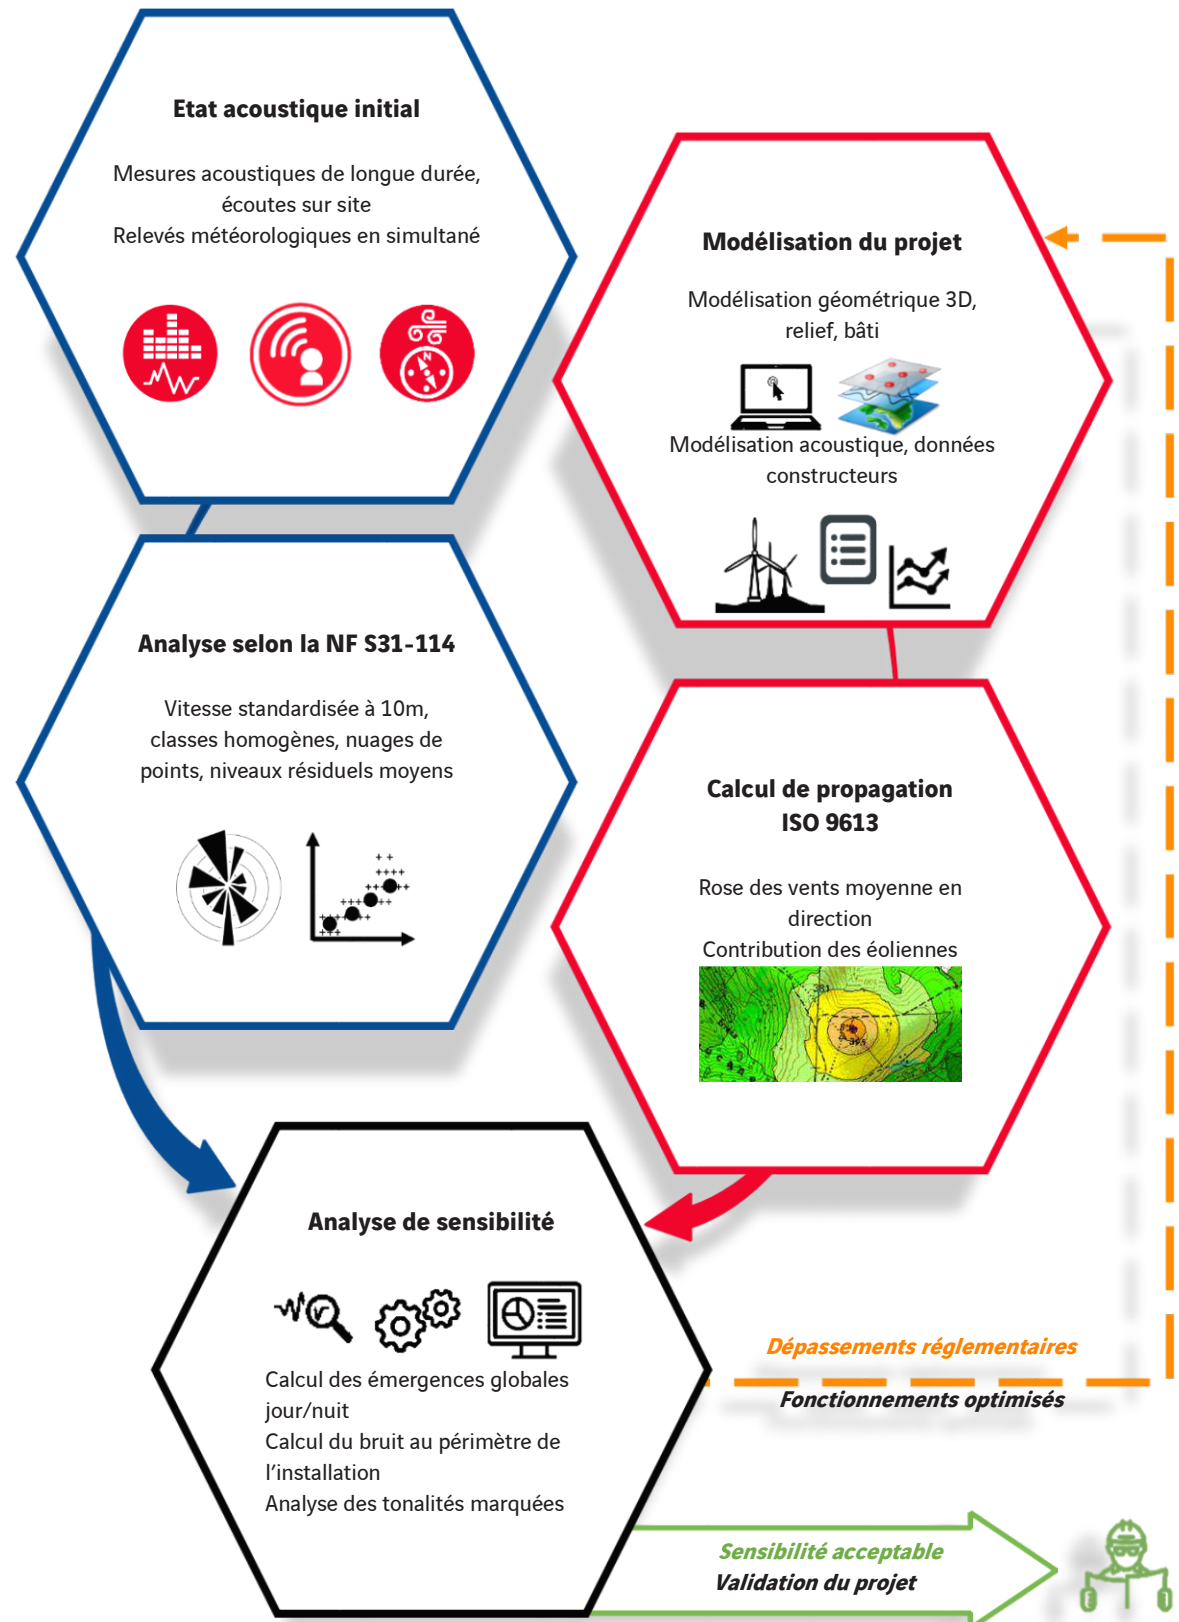 Etat acoustique initial
Mesures acoustiques de longue durée,
écoutes sur site
Relevés météorologiques en simultané
Modélisation du projet
Modélisation géométrique 3D,
relief, bâti
Modélisation acoustique, données
constructeurs
Analyse selon la NF S31-114
Vitesse standardisée à 10m,
classes homogènes, nuages de
points, niveaux résiduels moyens
Calcul de propagation
ISO 9613
Rose des vents moyenne en
direction
Contribution des éoliennes
Analyse de sensibilité
Calcul des émergences globales
jour/nuit
Calcul du bruit au périmètre de
l'installation
Analyse des tonalités marquées
Dépassements réglementaires
Fonctionnements optimisés
Sensibilité acceptable
Validation du projet